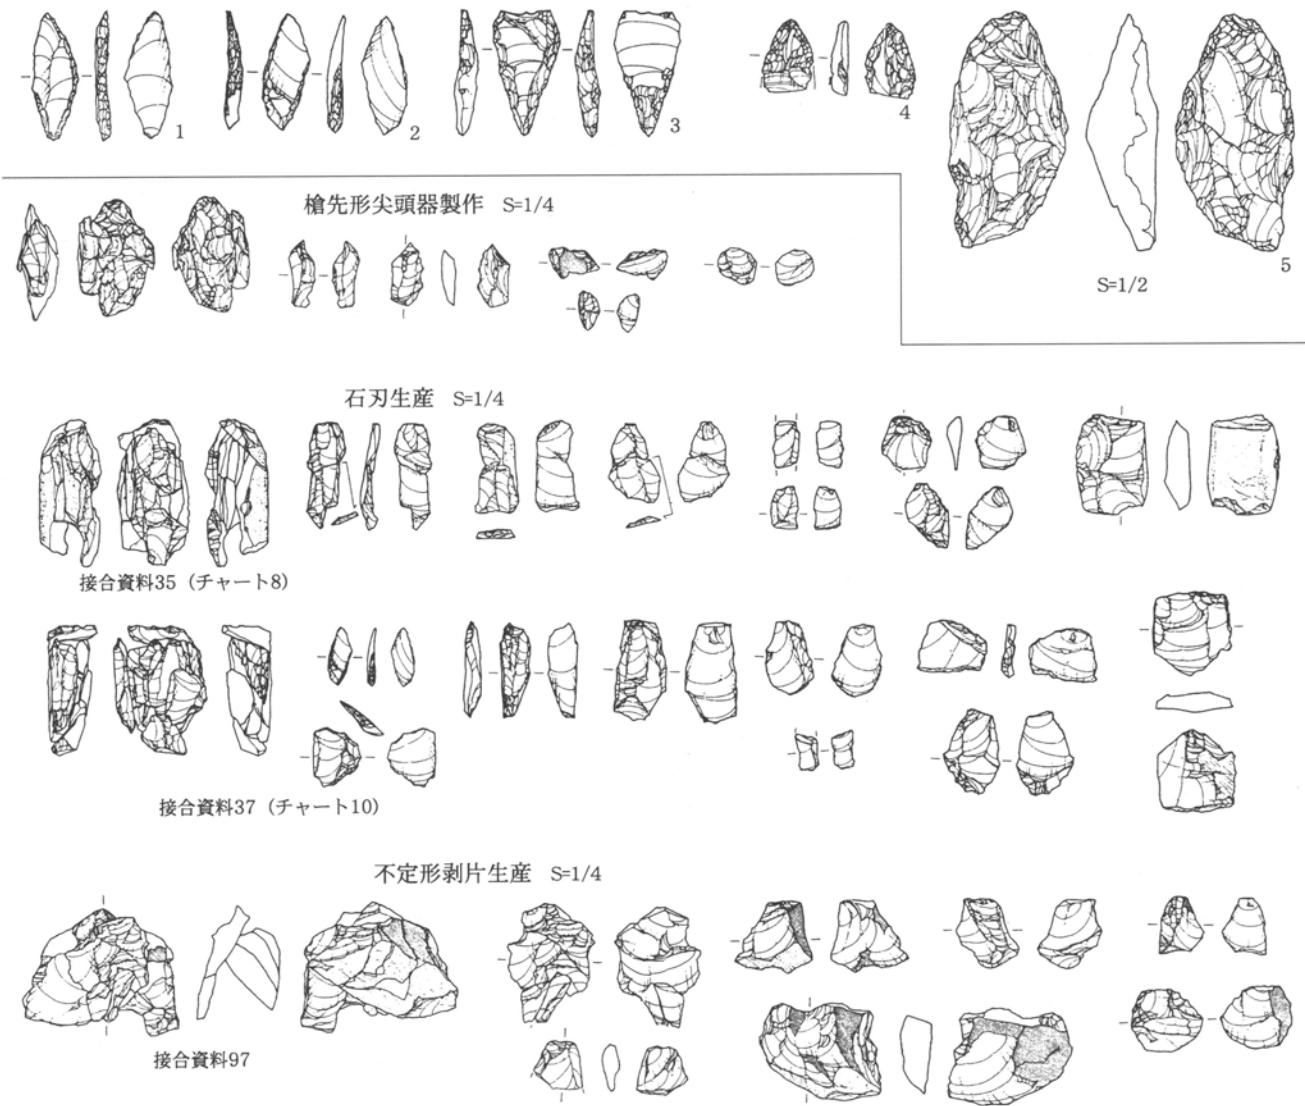 1
2
3
4
5
S=1/2
槍先形尖頭器製作 S=1/4
石刃生産 S=1/4
接合資料35（チャート8）
接合資料37（チャート10）
不定形剥片生産 S=1/4
接合資料97